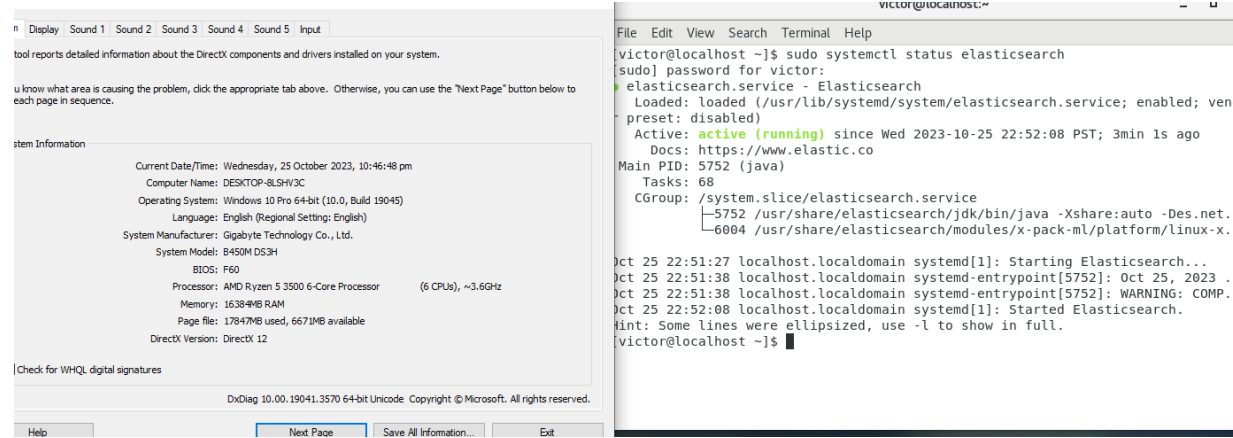 Display Sound 1 Sound 2 Sound 3 Sound 4 Sound 5 Input
tool reports detailed information about the DirectX components and drivers installed on your system.
know what area is causing the problem, click the appropriate tab above. Otherwise, you can use the "Next Page" button below to
each page in sequence.
Information
Current Date/Time: Wednesday, 25 October 2023, 10:46:48 pm
Computer Name: DESKTOP-8LSHV3C
Operating System: Windows 10 Pro 64-bit (10.0, Build 19045)
Language: English (Regional Setting: English)
System Manufacturer: Gigabyte Technology Co., Ltd.
System Model: B450M DS3H
BIOS: F60
Processor: AMD Ryzen 5 3500 6-Core Processor (6 CPUs), ~3.6GHz
Memory: 16384MB RAM
Page file: 17847MB used, 6671MB available
DirectX Version: DirectX 12
Check for WHQL digital signatures
DxDiag 10.00.19041.3570 64-bit Unicode Copyright © Microsoft. All rights reserved.
Help Next Page Save All Information... Exit
victor@localhost:~
File Edit View Search Terminal Help
[victor@localhost ~]$ sudo systemctl status elasticsearch
[sudo] password for victor:
● elasticsearch.service - Elasticsearch
Loaded: loaded (/usr/lib/systemd/system/elasticsearch.service; enabled; ven
r preset: disabled)
Active: active (running) since Wed 2023-10-25 22:52:08 PST; 3min 1s ago
Docs: https://www.elastic.co
Main PID: 5752 (java)
Tasks: 68
CGroup: /system.slice/elasticsearch.service
├─5752 /usr/share/elasticsearch/jdk/bin/java -Xshare:auto -Des.net.
└─6004 /usr/share/elasticsearch/modules/x-pack-ml/platform/linux-x.
Oct 25 22:51:27 localhost.localdomain systemd[1]: Starting Elasticsearch...
Oct 25 22:51:38 localhost.localdomain systemd-entrypoint[5752]: Oct 25, 2023 .
Oct 25 22:51:38 localhost.localdomain systemd-entrypoint[5752]: WARNING: COMP.
Oct 25 22:52:08 localhost.localdomain systemd[1]: Started Elasticsearch.
Hint: Some lines were ellipsized, use -l to show in full.
[victor@localhost ~]$